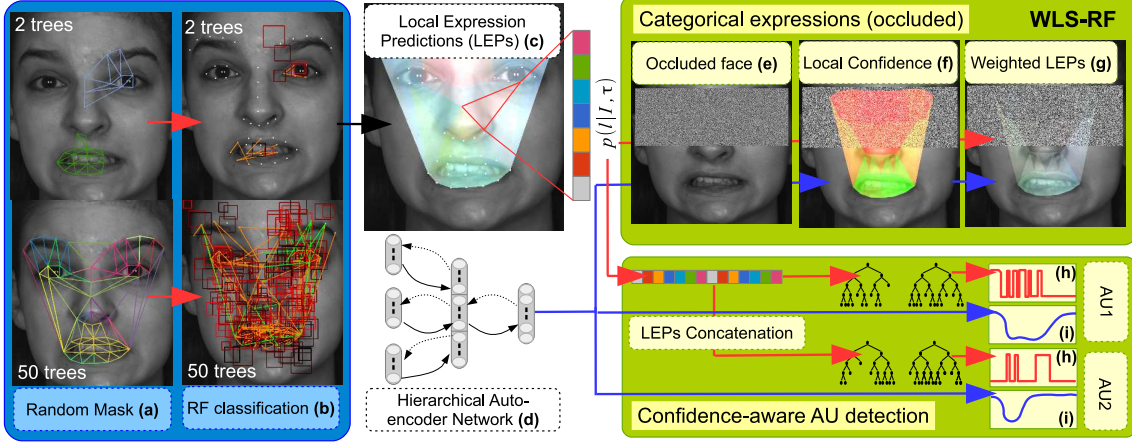 2 trees
2 trees
50 trees
50 trees
Random Mask (a)
RF classification (b)
Local Expression
Predictions (LEPs) (c)
p(l|I, τ)
Hierarchical Auto-
encoder Network (d)
Categorical expressions (occluded)
WLS-RF
Occluded face (e)
Local Confidence (f)
Weighted LEPs (g)
LEPs Concatenation
(h)
(i)
AU1
(h)
(i)
AU2
Confidence-aware AU detection